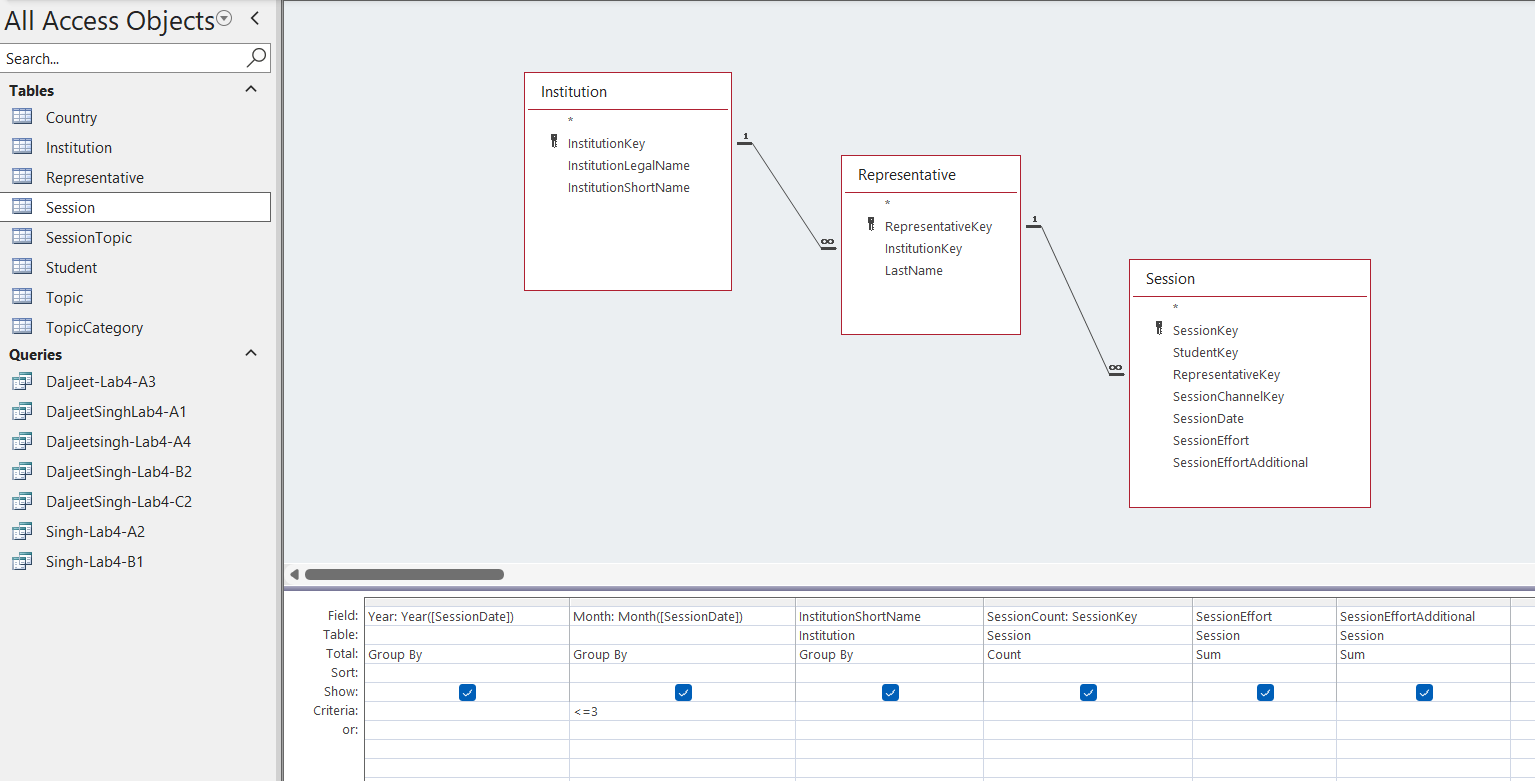 All Access Objects
Search...
Tables
Country
Institution
Representative
Session
SessionTopic
Student
Topic
TopicCategory
Queries
Daljeet-Lab4-A3
DaljeetSinghLab4-A1
Daljeetsingh-Lab4-A4
DaljeetSingh-Lab4-B2
DaljeetSingh-Lab4-C2
Singh-Lab4-A2
Singh-Lab4-B1
Institution
*
InstitutionKey
InstitutionLegalName
InstitutionShortName
1
∞
Representative
*
RepresentativeKey
InstitutionKey
LastName
1
∞
Session
*
SessionKey
StudentKey
RepresentativeKey
SessionChannelKey
SessionDate
SessionEffort
SessionEffortAdditional
Field: Year: Year([SessionDate]) Month: Month([SessionDate]) InstitutionShortName SessionCount: SessionKey SessionEffort SessionEffortAdditional
Table: Institution Session Session Session
Total: Group By Group By Group By Count Sum Sum
Sort:
Show:
Criteria: <=3
or: